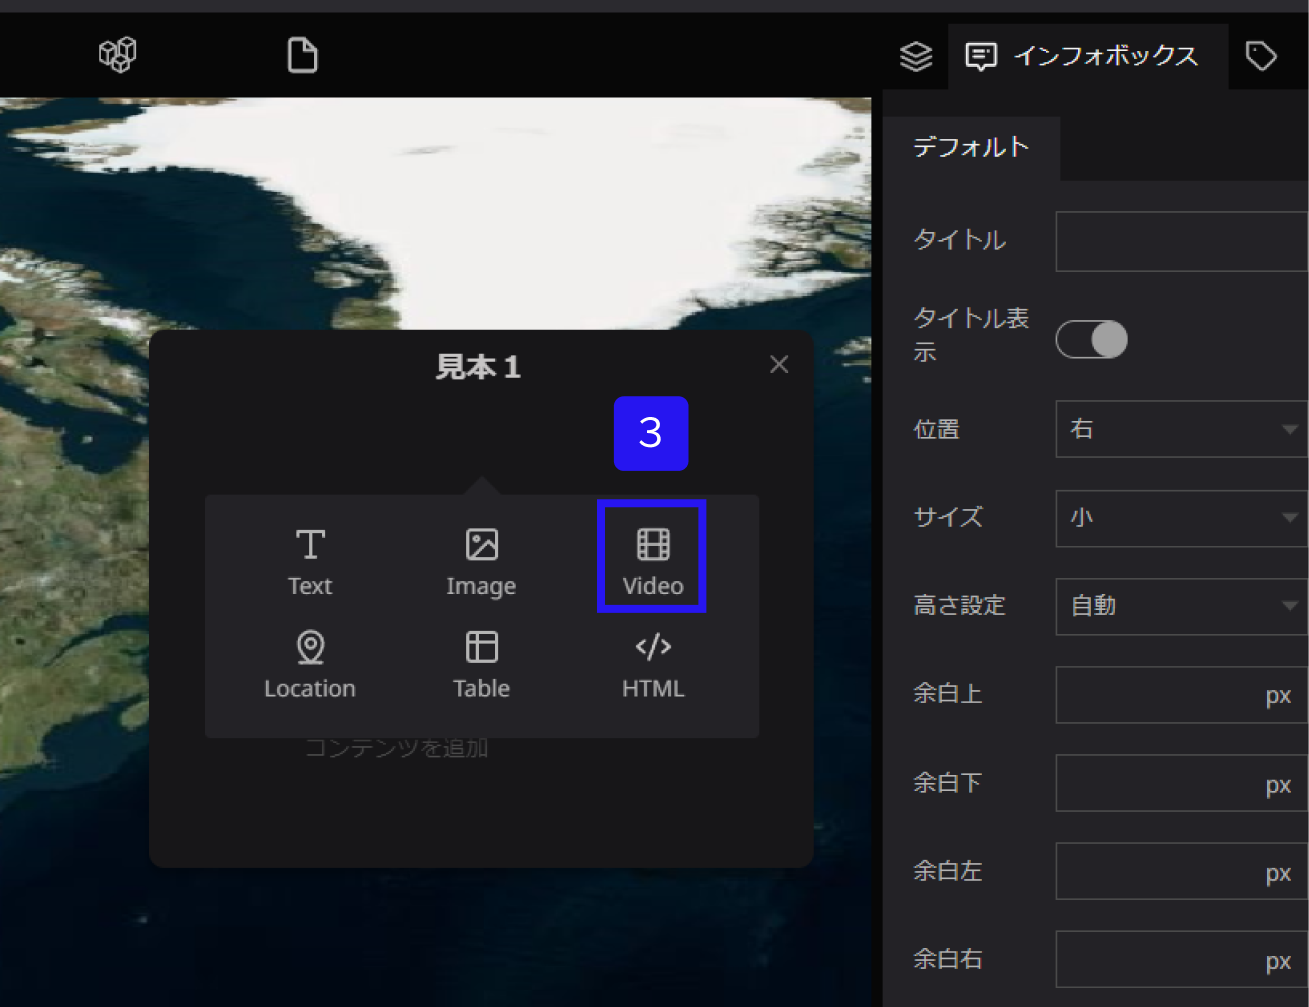 インフォボックス
デフォルト
タイトル
タイトル表
示
位置
右
サイズ
小
高さ設定
自動
余白上
px
余白下
px
余白左
px
余白右
px
見本１
3
Text
Image
Video
Location
Table
HTML
コンテンツを追加